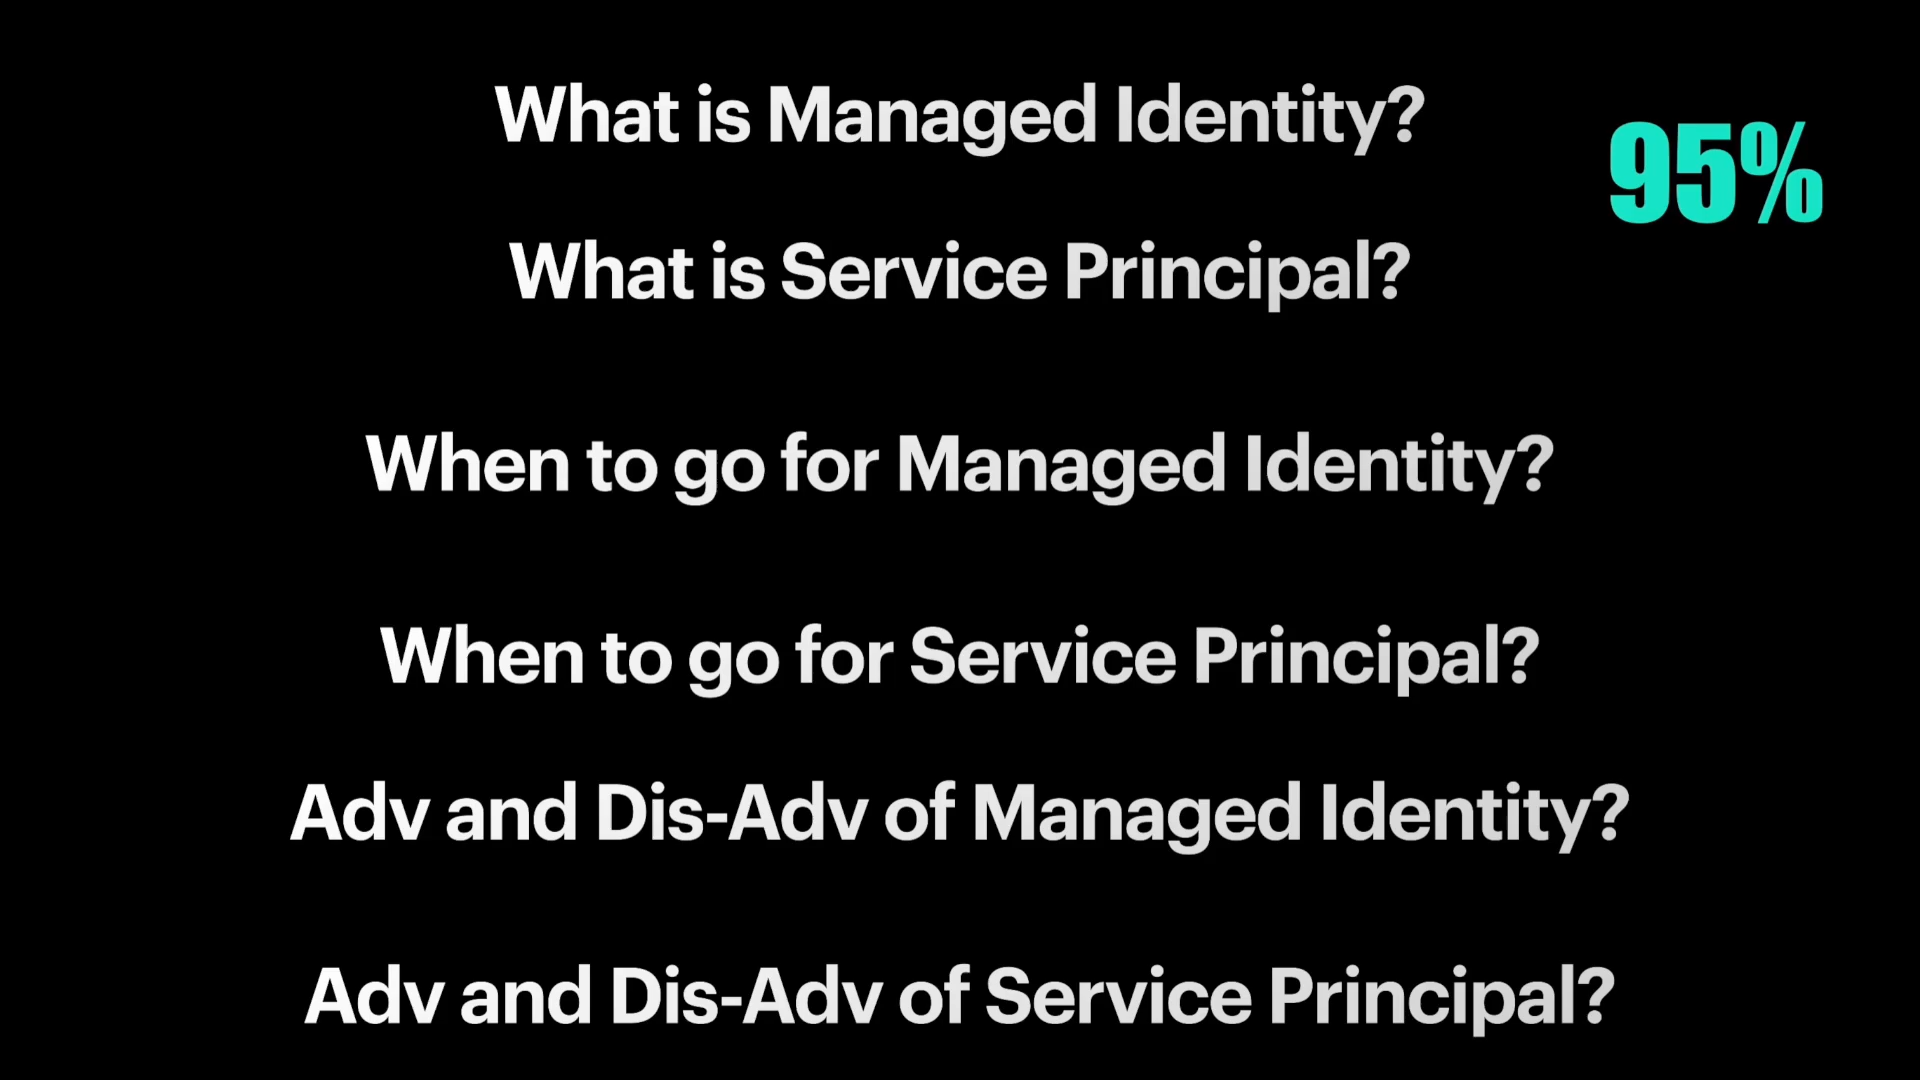 What is Managed Identity?
95%
What is Service Principal?
When to go for Managed Identity?
When to go for Service Principal?
Adv and Dis-Adv of Managed Identity?
Adv and Dis-Adv of Service Principal?